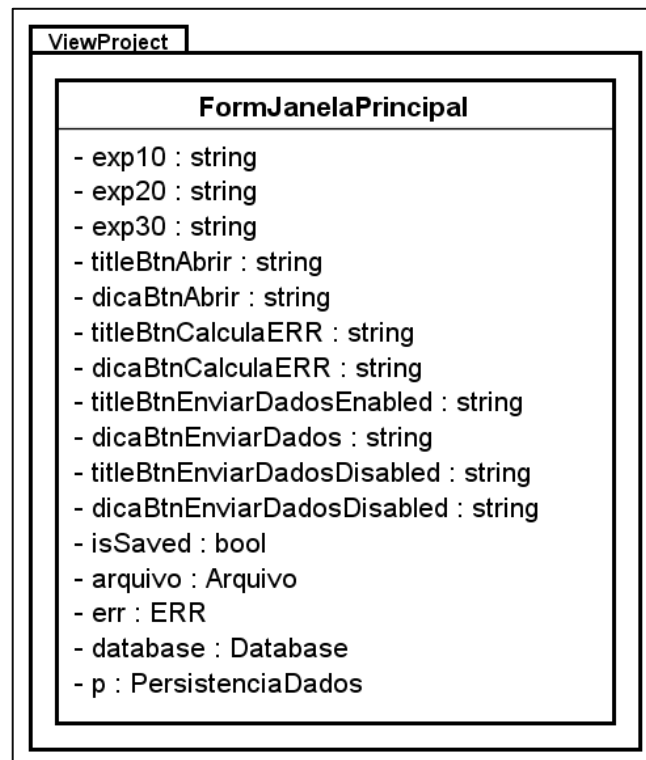 ViewProject
FormJanelaPrincipal
- exp10 : string
- exp20 : string
- exp30 : string
- titleBtnAbrir : string
- dicaBtnAbrir : string
- titleBtnCalculaERR : string
- dicaBtnCalculaERR : string
- titleBtnEnviarDadosEnabled : string
- dicaBtnEnviarDados : string
- titleBtnEnviarDadosDisabled : string
- dicaBtnEnviarDadosDisabled : string
- isSaved : bool
- arquivo : Arquivo
- err : ERR
- database : Database
- p : PersistenciaDados